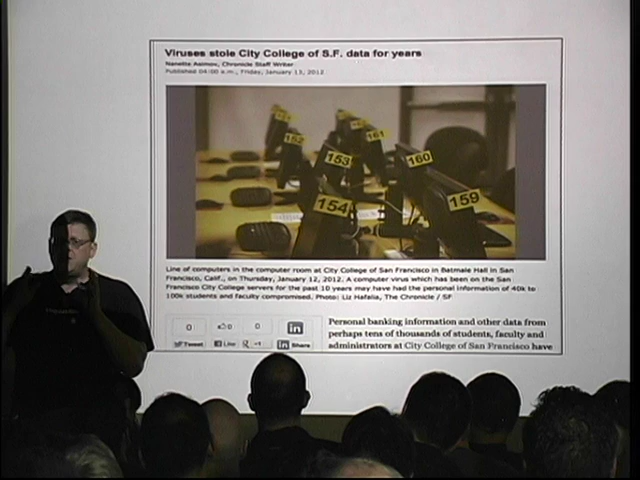 Viruses stole City College of S.F. data for years
Nanette Asimov, Chronicle Staff Writer
Published 04:00 a.m., Friday, January 13, 2012
152
161
153
160
154
159
Line of computers in the computer room at City College of San Francisco in Batmale Hall in San
Francisco, Calif., on Thursday, January 12, 2012. A computer virus which has been on the San
Francisco City College servers for the past 10 years may have had the personal information of 40k to
100k students and faculty compromised. Photo: Liz Hafalia, The Chronicle / SF
0 0 0 in
Tweet Like +1 in Share
Personal banking information and other data from
perhaps tens of thousands of students, faculty and
administrators at City College of San Francisco have